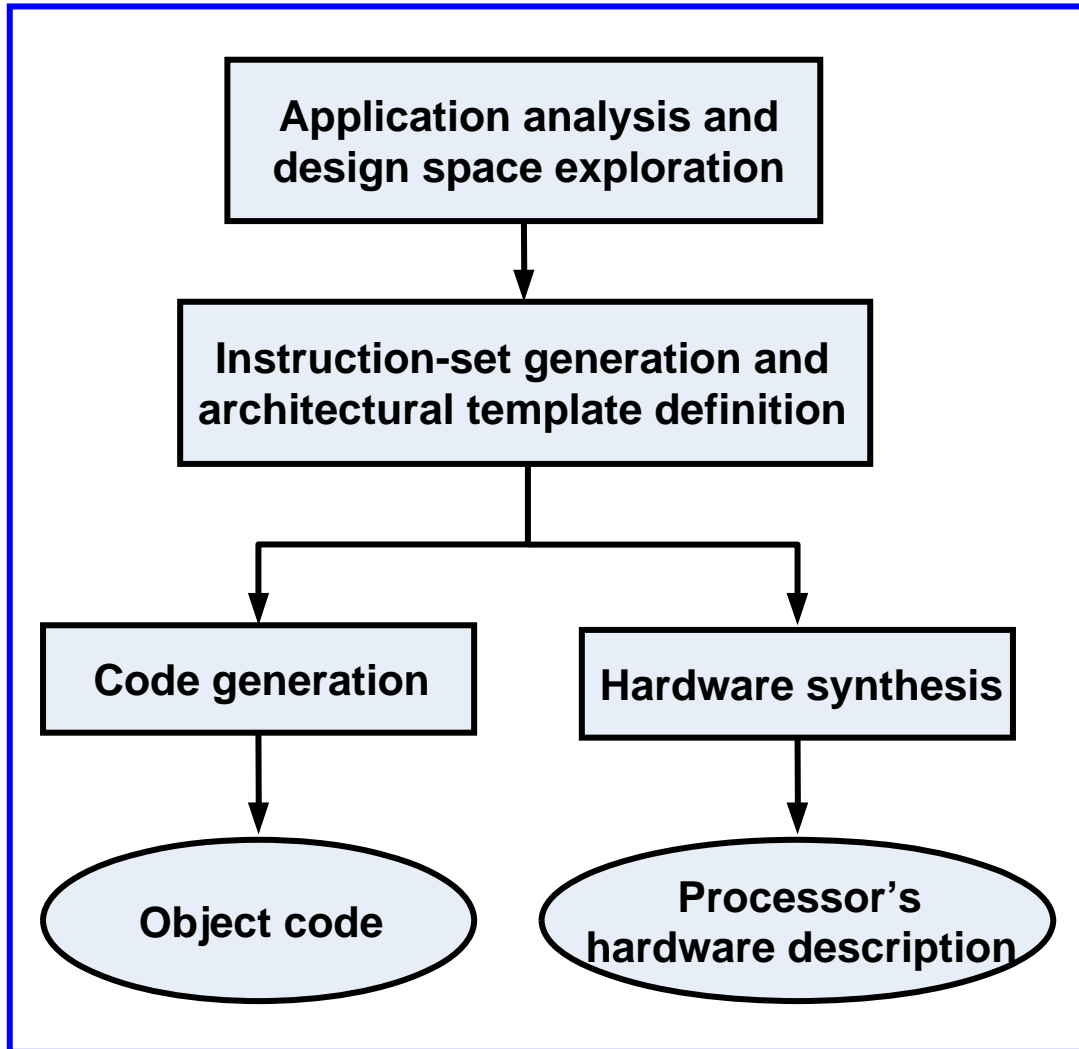 Application analysis and
design space exploration
Instruction-set generation and
architectural template definition
Code generation
Hardware synthesis
Object code
Processor’s
hardware description